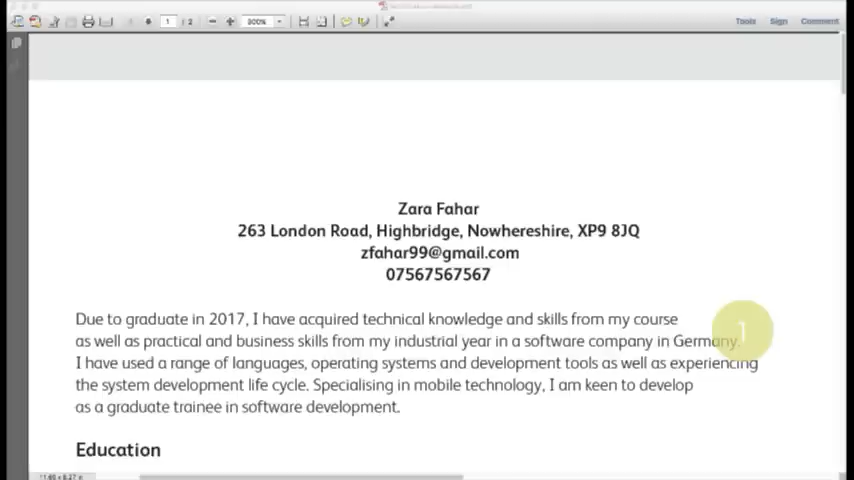 1 / 2
300%
Tools Sign Comment
Zara Fahar
263 London Road, Highbridge, Nowhereshire, XP9 8JQ
zfahar99@gmail.com
07567567567
Due to graduate in 2017, I have acquired technical knowledge and skills from my course
as well as practical and business skills from my industrial year in a software company in Germany.
I have used a range of languages, operating systems and development tools as well as experiencing
the system development life cycle. Specialising in mobile technology, I am keen to develop
as a graduate trainee in software development.
Education